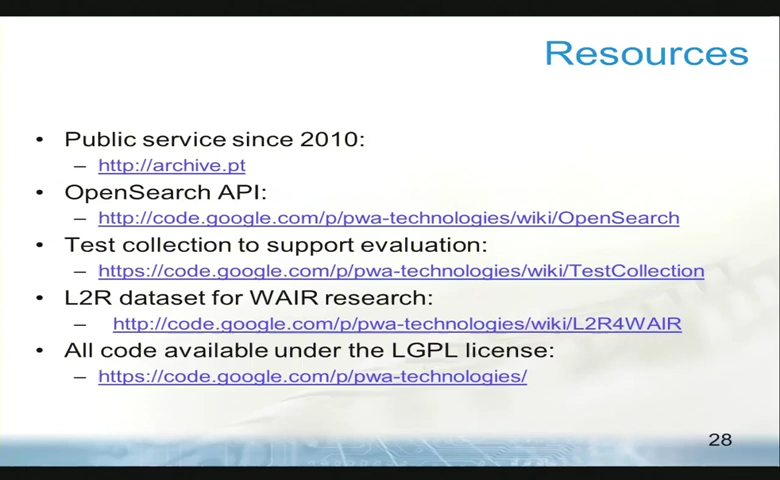 Resources
• Public service since 2010:
– http://archive.pt
• OpenSearch API:
– http://code.google.com/p/pwa-technologies/wiki/OpenSearch
• Test collection to support evaluation:
– https://code.google.com/p/pwa-technologies/wiki/TestCollection
• L2R dataset for WAIR research:
– http://code.google.com/p/pwa-technologies/wiki/L2R4WAIR
• All code available under the LGPL license:
– https://code.google.com/p/pwa-technologies/
28